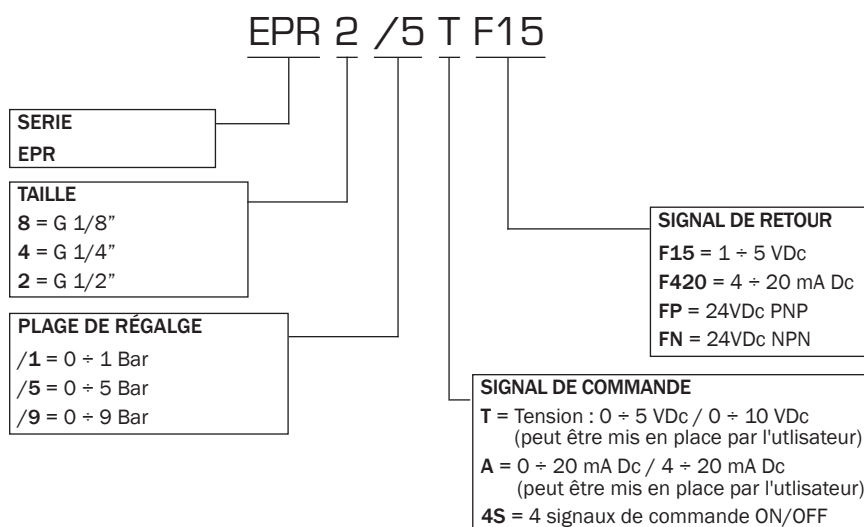 EPR 2 /5 T F15
SERIE
EPR
TAILLE
8 = G 1/8”
4 = G 1/4”
2 = G 1/2”
PLAGE DE RÉGALGE
/1 = 0 ÷ 1 Bar
/5 = 0 ÷ 5 Bar
/9 = 0 ÷ 9 Bar
SIGNAL DE RETOUR
F15 = 1 ÷ 5 VDc
F420 = 4 ÷ 20 mA Dc
FP = 24VDc PNP
FN = 24VDc NPN
SIGNAL DE COMMANDE
T = Tension : 0 ÷ 5 VDc / 0 ÷ 10 VDc
(peut être mis en place par l'utlisateur)
A = 0 ÷ 20 mA Dc / 4 ÷ 20 mA Dc
(peut être mis en place par l'utlisateur)
4S = 4 signaux de commande ON/OFF